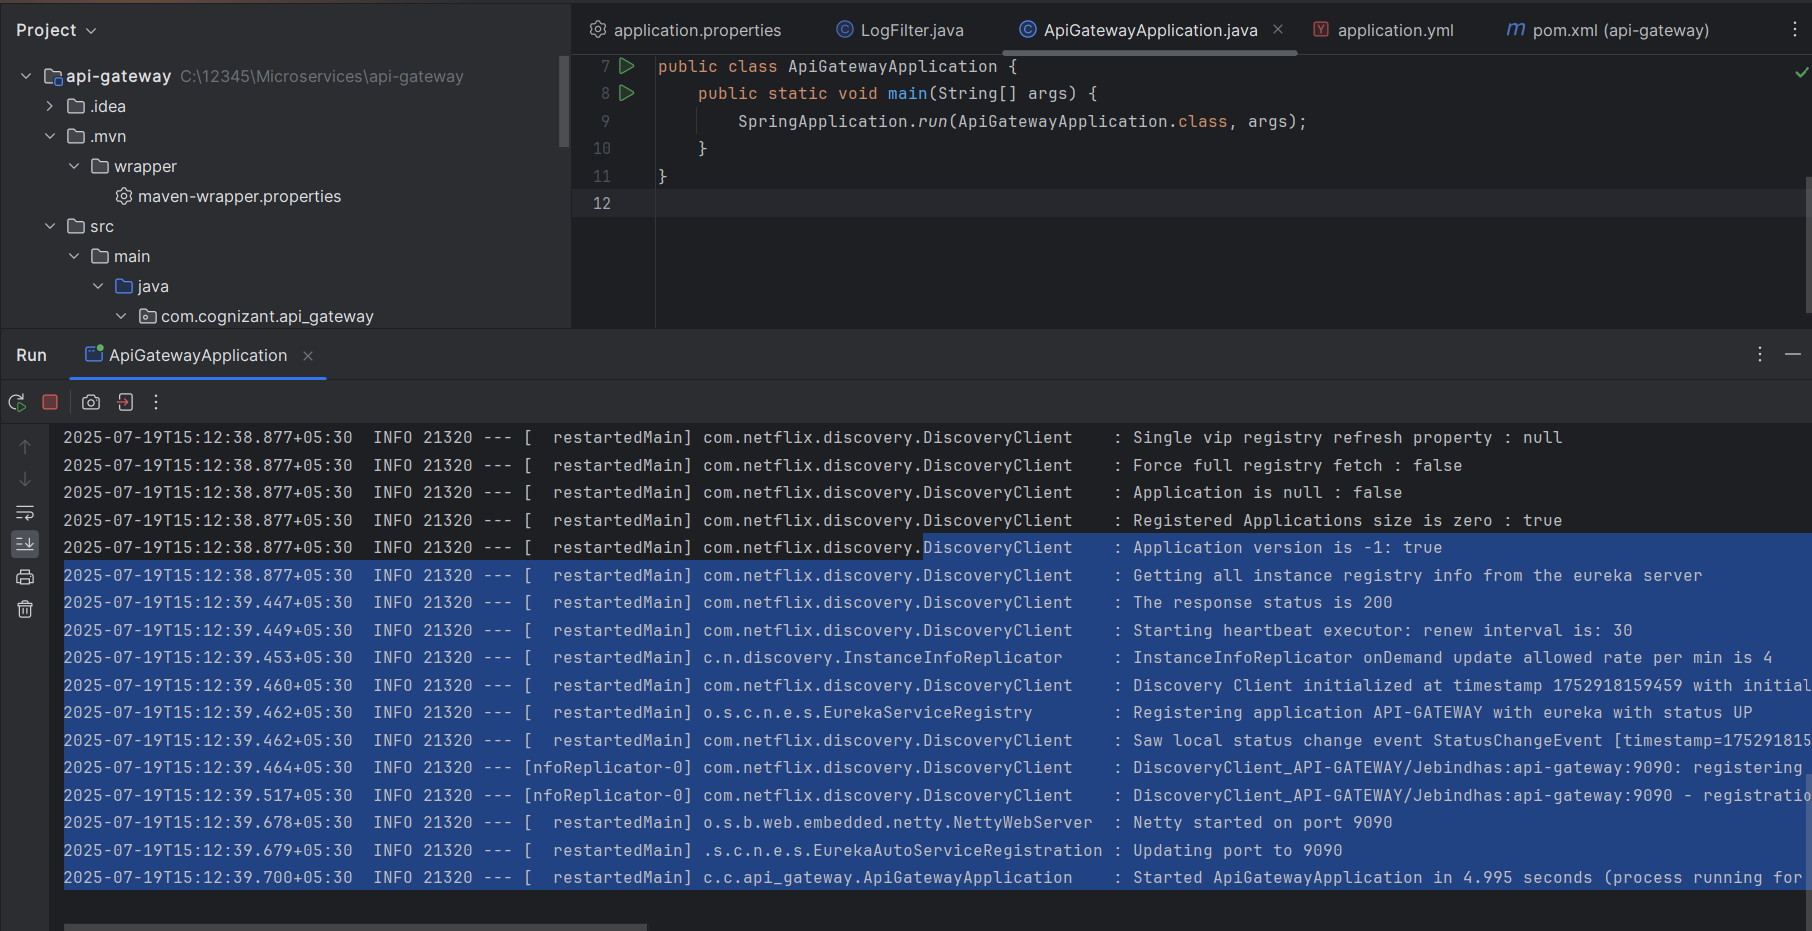 Project
api-gateway C:\12345\Microservices\api-gateway
.idea
.mvn
wrapper
maven-wrapper.properties
src
main
java
com.cognizant.api_gateway
application.properties
LogFilter.java
ApiGatewayApplication.java
application.yml
pom.xml (api-gateway)
7 public class ApiGatewayApplication {
8 public static void main(String[] args) {
9 SpringApplication.run(ApiGatewayApplication.class, args);
10 }
11 }
12
Run ApiGatewayApplication
2025-07-19T15:12:38.877+05:30 INFO 21320 --- [ restartedMain] com.netflix.discovery.DiscoveryClient : Single vip registry refresh property : null
2025-07-19T15:12:38.877+05:30 INFO 21320 --- [ restartedMain] com.netflix.discovery.DiscoveryClient : Force full registry fetch : false
2025-07-19T15:12:38.877+05:30 INFO 21320 --- [ restartedMain] com.netflix.discovery.DiscoveryClient : Application is null : false
2025-07-19T15:12:38.877+05:30 INFO 21320 --- [ restartedMain] com.netflix.discovery.DiscoveryClient : Registered Applications size is zero : true
2025-07-19T15:12:38.877+05:30 INFO 21320 --- [ restartedMain] com.netflix.discovery.DiscoveryClient : Application version is -1: true
2025-07-19T15:12:38.877+05:30 INFO 21320 --- [ restartedMain] com.netflix.discovery.DiscoveryClient : Getting all instance registry info from the eureka server
2025-07-19T15:12:39.447+05:30 INFO 21320 --- [ restartedMain] com.netflix.discovery.DiscoveryClient : The response status is 200
2025-07-19T15:12:39.449+05:30 INFO 21320 --- [ restartedMain] com.netflix.discovery.DiscoveryClient : Starting heartbeat executor: renew interval is: 30
2025-07-19T15:12:39.453+05:30 INFO 21320 --- [ restartedMain] c.n.discovery.InstanceInfoReplicator : InstanceInfoReplicator onDemand update allowed rate per min is 4
2025-07-19T15:12:39.460+05:30 INFO 21320 --- [ restartedMain] com.netflix.discovery.DiscoveryClient : Discovery Client initialized at timestamp 1752918159459 with initial
2025-07-19T15:12:39.462+05:30 INFO 21320 --- [ restartedMain] o.s.c.n.e.s.EurekaServiceRegistry : Registering application API-GATEWAY with eureka with status UP
2025-07-19T15:12:39.462+05:30 INFO 21320 --- [ restartedMain] com.netflix.discovery.DiscoveryClient : Saw local status change event StatusChangeEvent [timestamp=175291815
2025-07-19T15:12:39.464+05:30 INFO 21320 --- [nfoReplicator-0] com.netflix.discovery.DiscoveryClient : DiscoveryClient_API-GATEWAY/Jebindhas:api-gateway:9090: registering
2025-07-19T15:12:39.517+05:30 INFO 21320 --- [nfoReplicator-0] com.netflix.discovery.DiscoveryClient : DiscoveryClient_API-GATEWAY/Jebindhas:api-gateway:9090 - registratio
2025-07-19T15:12:39.678+05:30 INFO 21320 --- [ restartedMain] o.s.b.web.embedded.netty.NettyWebServer : Netty started on port 9090
2025-07-19T15:12:39.679+05:30 INFO 21320 --- [ restartedMain] .s.c.n.e.s.EurekaAutoServiceRegistration : Updating port to 9090
2025-07-19T15:12:39.700+05:30 INFO 21320 --- [ restartedMain] c.c.api_gateway.ApiGatewayApplication : Started ApiGatewayApplication in 4.995 seconds (process running for